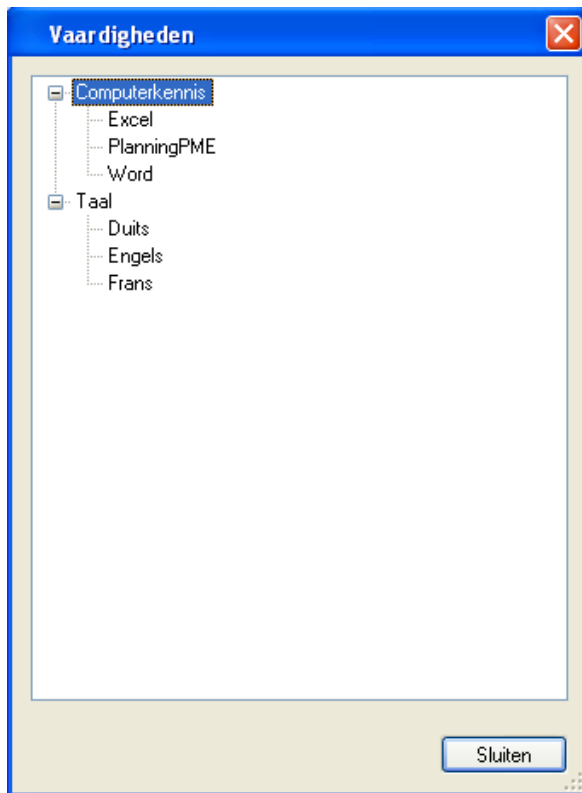 Vaardigheden
Computerkennis
Excel
PlanningPME
Word
Taal
Duits
Engels
Frans
Sluiten